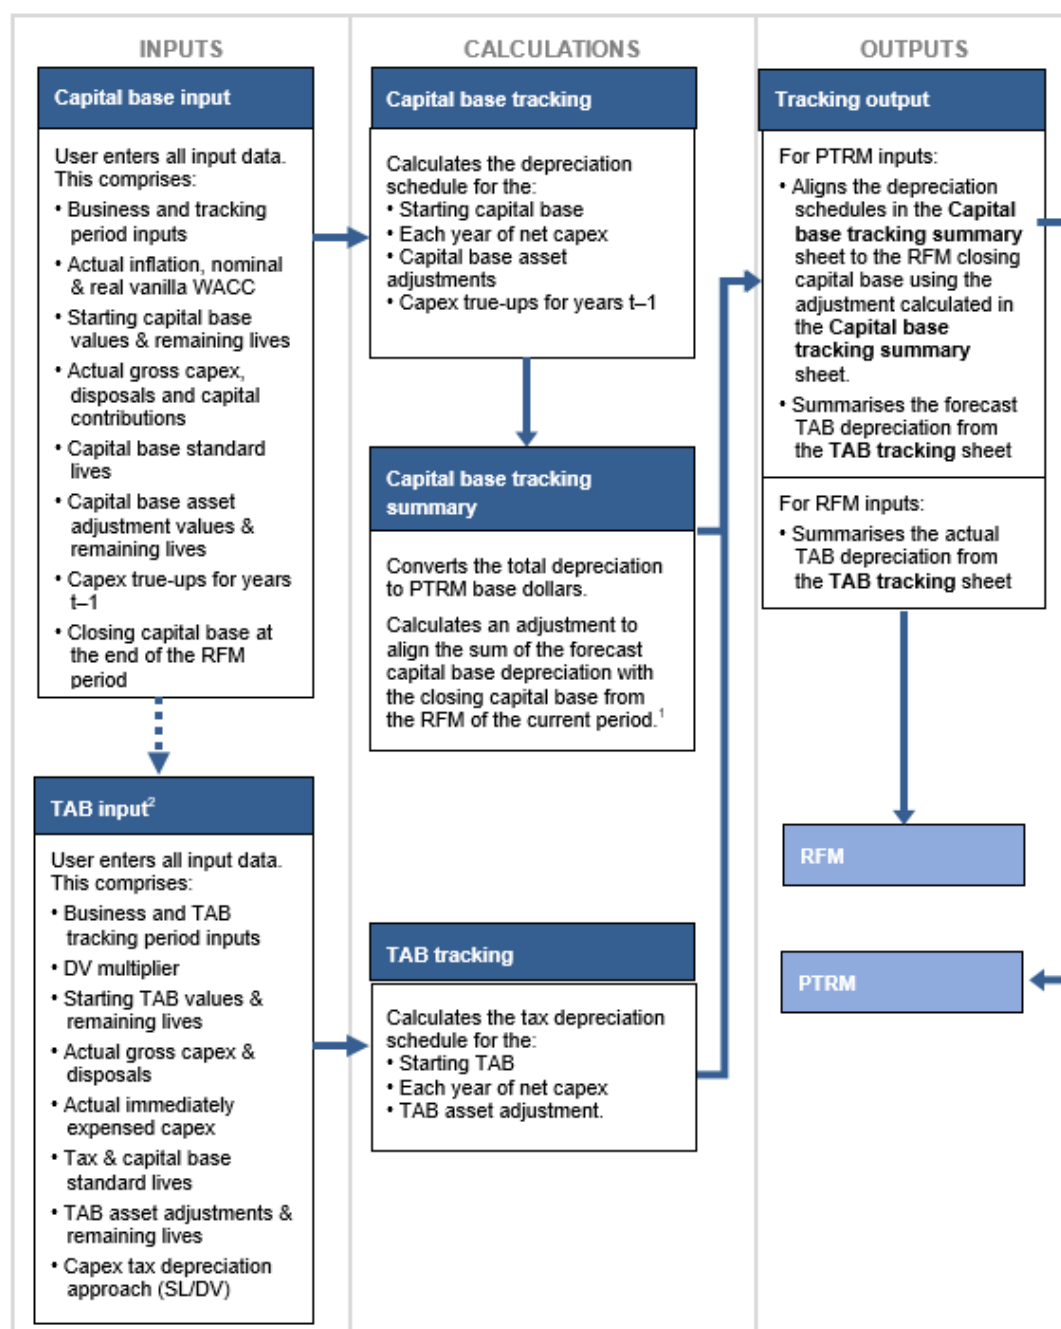 INPUTS
Capital base input
User enters all input data.
This comprises:
• Business and tracking
period inputs
• Actual inflation, nominal
& real vanilla WACC
• Starting capital base
values & remaining lives
• Actual gross capex,
disposals and capital
contributions
• Capital base standard
lives
• Capital base asset
adjustment values &
remaining lives
• Capex true-ups for years
t–1
• Closing capital base at
the end of the RFM
period
TAB input²
User enters all input data.
This comprises:
• Business and TAB
tracking period inputs
• DV multiplier
• Starting TAB values &
remaining lives
• Actual gross capex &
disposals
• Actual immediately
expensed capex
• Tax & capital base
standard lives
• TAB asset adjustments &
remaining lives
• Capex tax depreciation
approach (SL/DV)
CALCULATIONS
Capital base tracking
Calculates the depreciation
schedule for the:
• Starting capital base
• Each year of net capex
• Capital base asset
adjustments
• Capex true-ups for years t–1
Capital base tracking
summary
Converts the total depreciation
to PTRM base dollars.
Calculates an adjustment to
align the sum of the forecast
capital base depreciation with
the closing capital base from
the RFM of the current period.¹
TAB tracking
Calculates the tax depreciation
schedule for the:
• Starting TAB
• Each year of net capex
• TAB asset adjustment.
OUTPUTS
Tracking output
For PTRM inputs:
• Aligns the depreciation
schedules in the Capital
base tracking summary
sheet to the RFM closing
capital base using the
adjustment calculated in
the Capital base
tracking summary
sheet.
• Summarises the forecast
TAB depreciation from
the TAB tracking sheet
For RFM inputs:
• Summarises the actual
TAB depreciation from
the TAB tracking sheet
RFM
PTRM